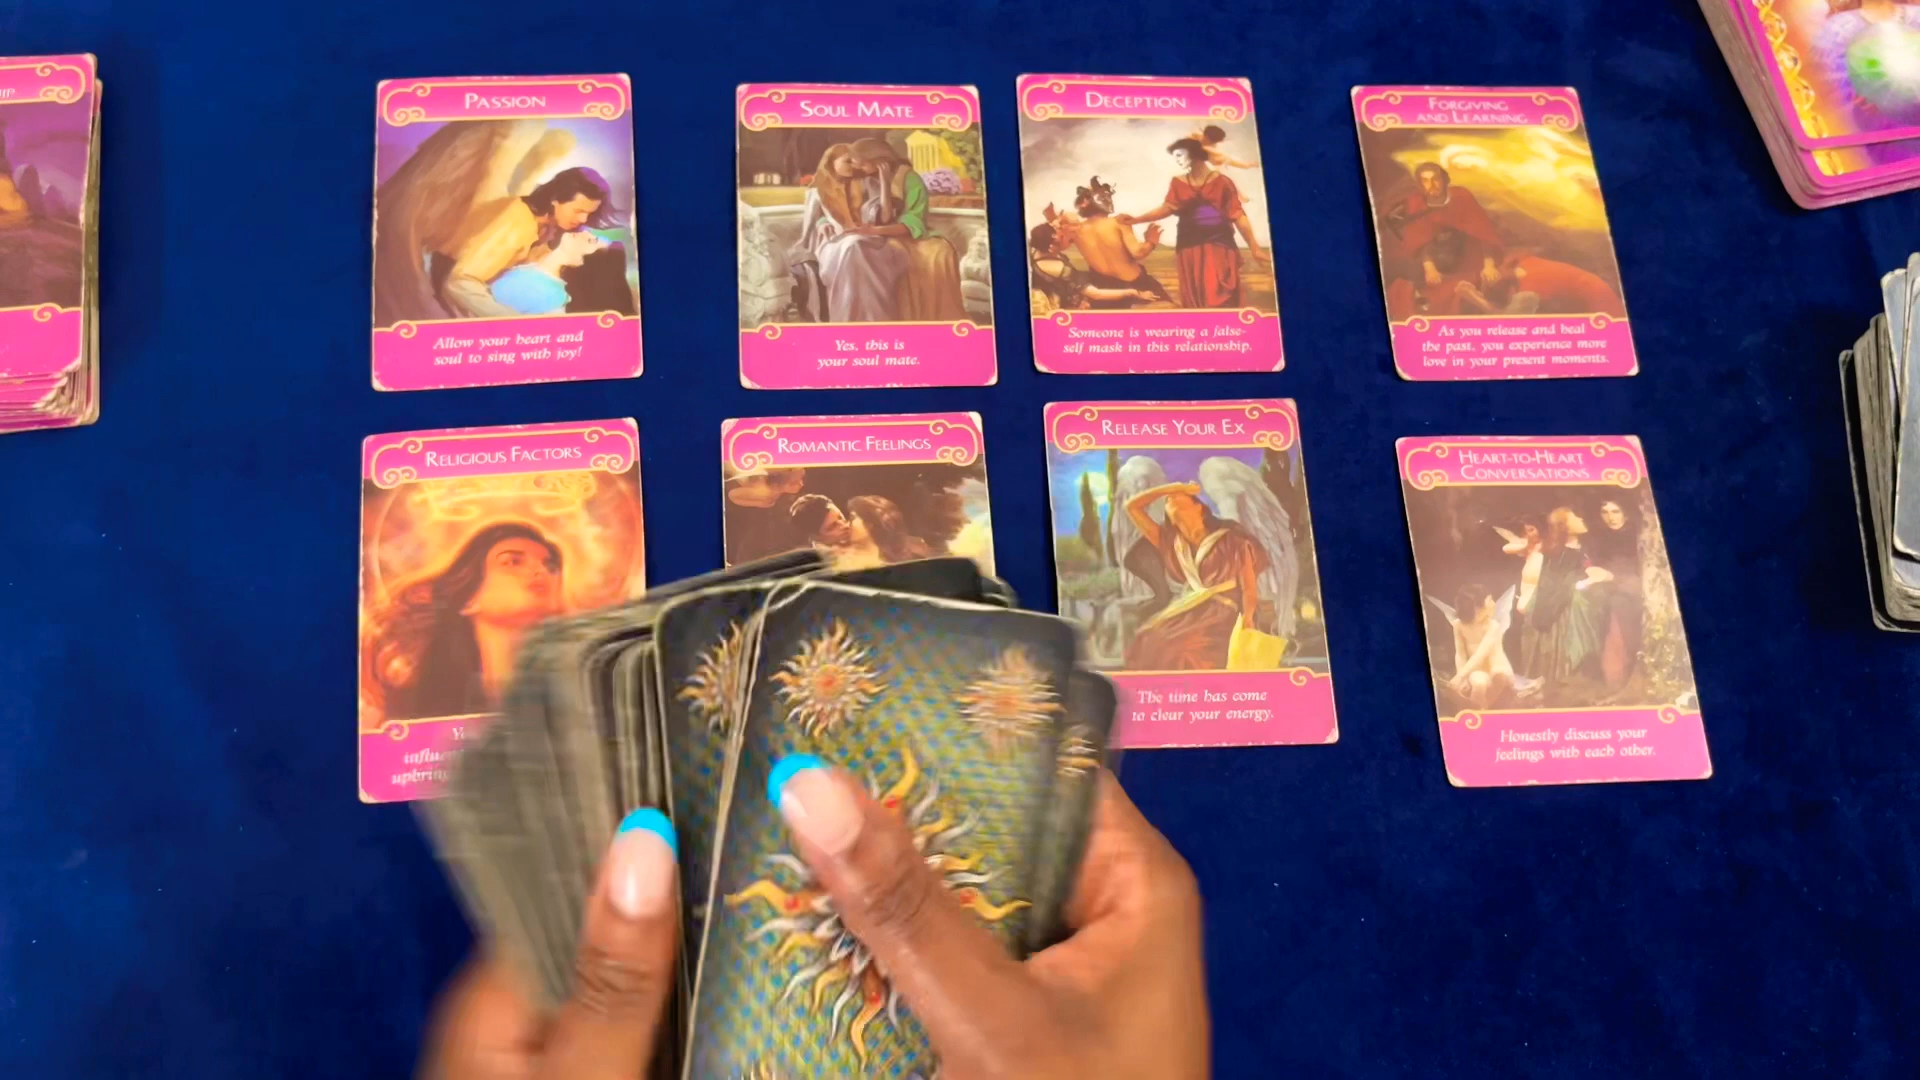 PASSION
Allow your heart and
soul to sing with joy!
SOUL MATE
Yes, this is
your soul mate.
DECEPTION
Someone is wearing a false-
self mask in this relationship.
FORGIVING
AND LEARNING
As you release and heal
the past, you experience more
love in your present moments.
RELIGIOUS FACTORS
ROMANTIC FEELINGS
RELEASE YOUR EX
The time has come
to clear your energy.
HEART-TO-HEART
CONVERSATIONS
Honestly discuss your
feelings with each other.